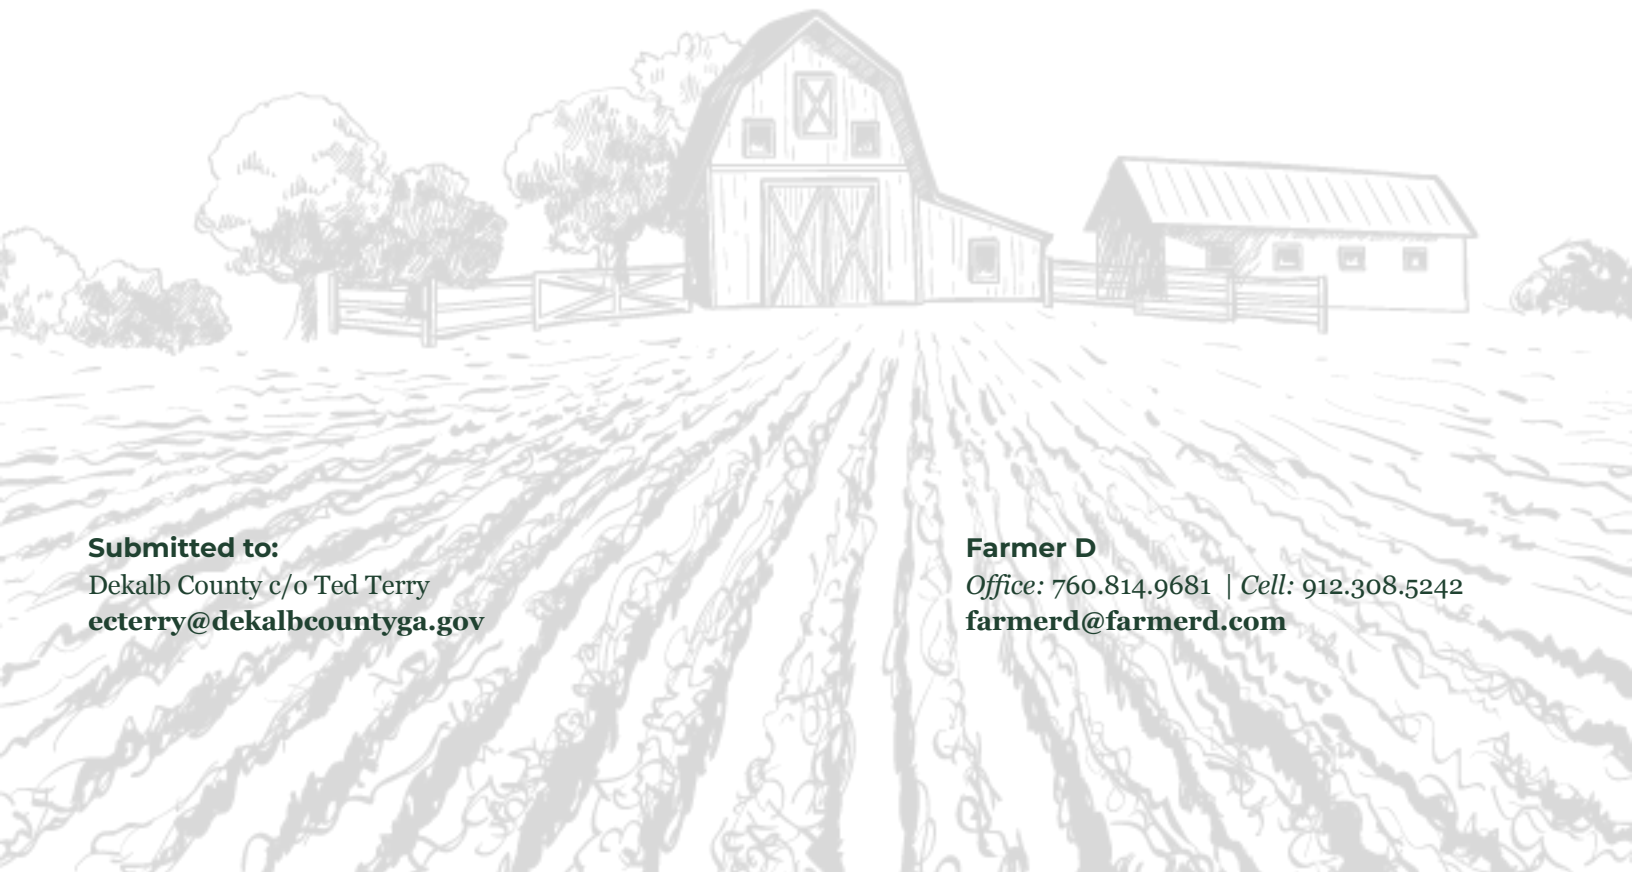 Submitted to:
Dekalb County c/o Ted Terry
ecterry@dekalbcountyga.gov
Farmer D
Office: 760.814.9681 | Cell: 912.308.5242
farmerd@farmerd.com